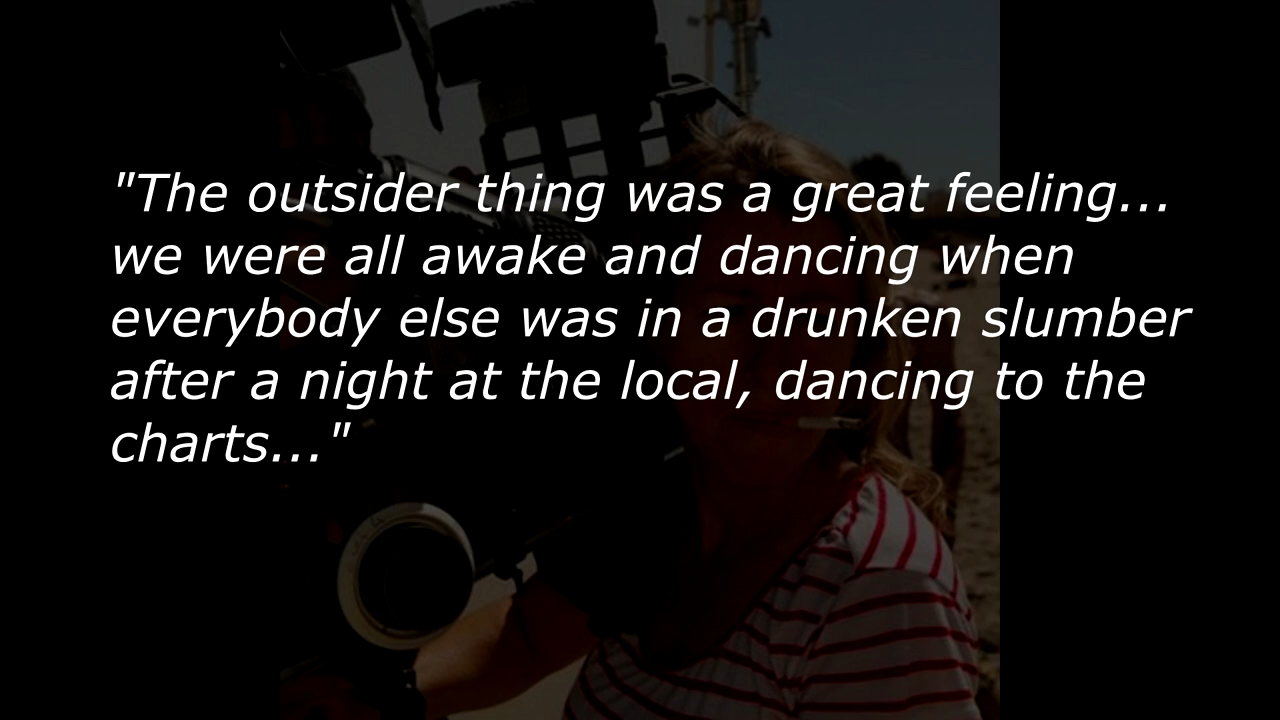 "The outsider thing was a great feeling...
we were all awake and dancing when
everybody else was in a drunken slumber
after a night at the local, dancing to the
charts..."